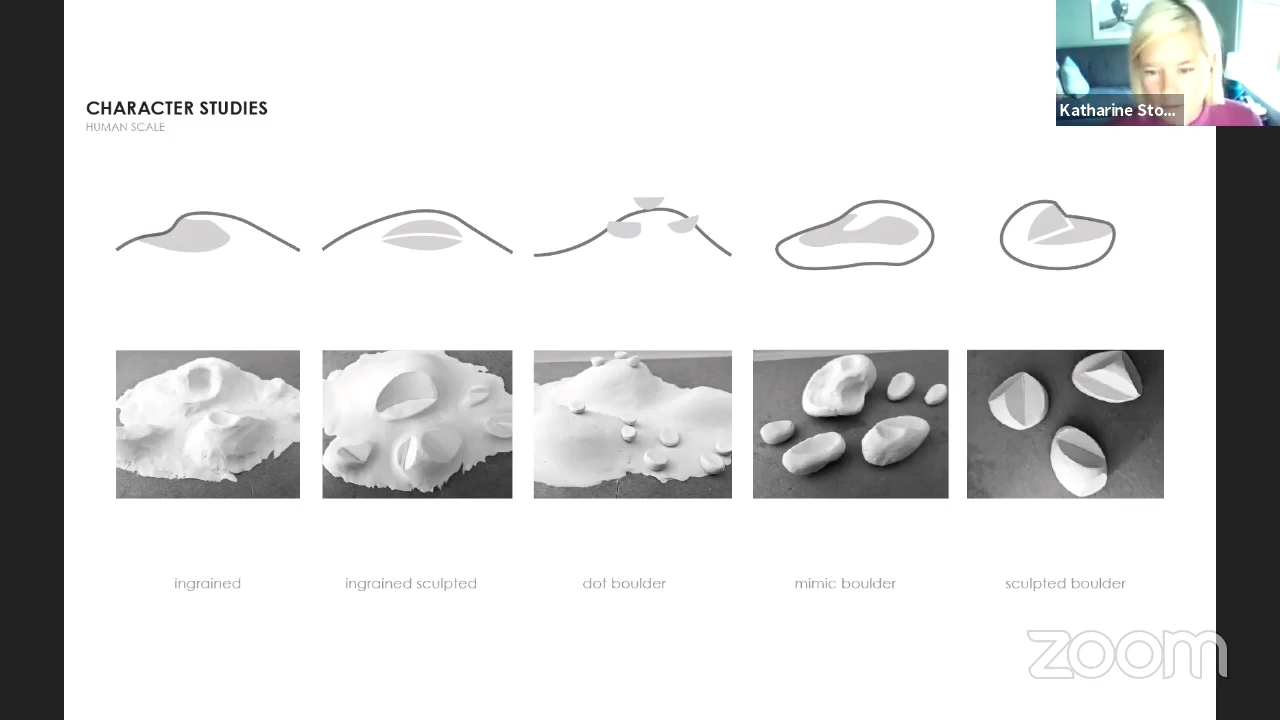 CHARACTER STUDIES
HUMAN SCALE
Katharine Sto...
ingrained
ingrained sculpted
dot boulder
mimic boulder
sculpted boulder
zoom